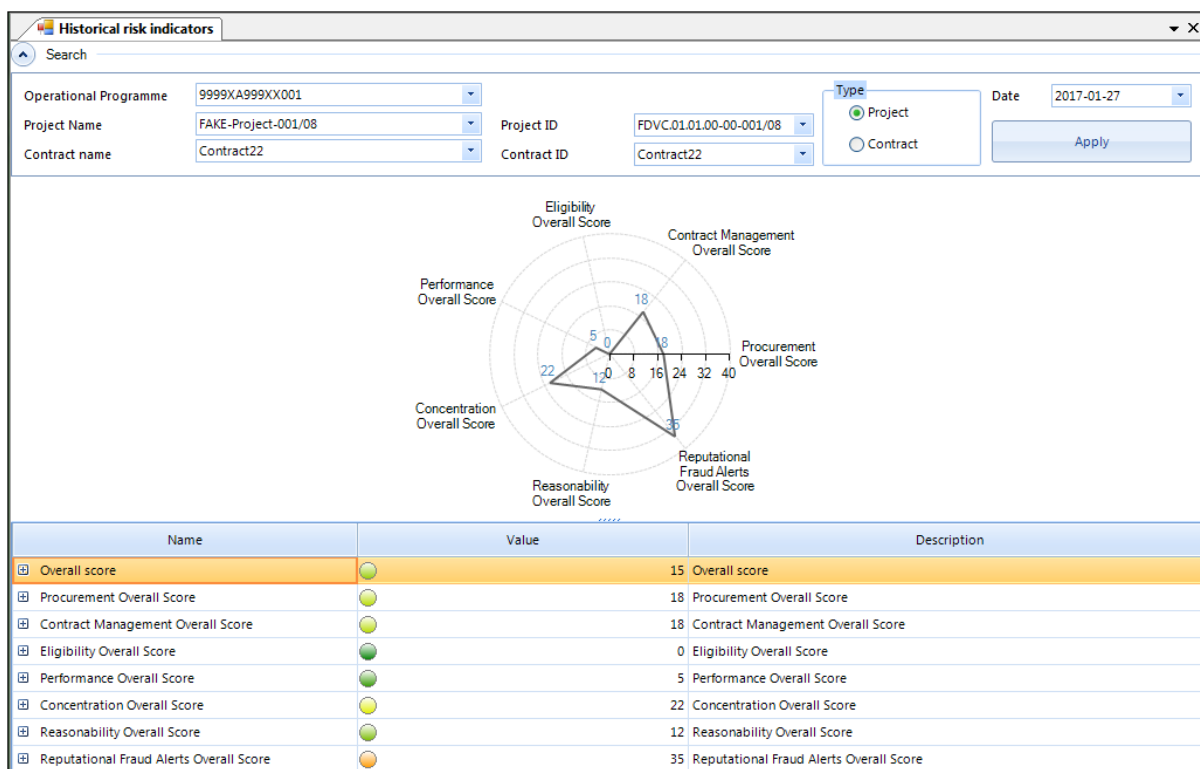 Historical risk indicators
Search
Operational Programme 9999XA999XX001 Type Date 2017-01-27
Project Name FAKE-Project-001/08 Project ID FDVC.01.01.00-00-001/08 Project
Contract name Contract22 Contract ID Contract22 Contract Apply
Eligibility
Overall Score
Contract Management
Overall Score
Performance
Overall Score
18
5 0 18
Procurement
Overall Score
0 8 16 24 32 40
22 12
Concentration
Overall Score
35
Reputational
Fraud Alerts
Overall Score
Reasonability
Overall Score
Name Value Description
Overall score 15 Overall score
Procurement Overall Score 18 Procurement Overall Score
Contract Management Overall Score 18 Contract Management Overall Score
Eligibility Overall Score 0 Eligibility Overall Score
Performance Overall Score 5 Performance Overall Score
Concentration Overall Score 22 Concentration Overall Score
Reasonability Overall Score 12 Reasonability Overall Score
Reputational Fraud Alerts Overall Score 35 Reputational Fraud Alerts Overall Score